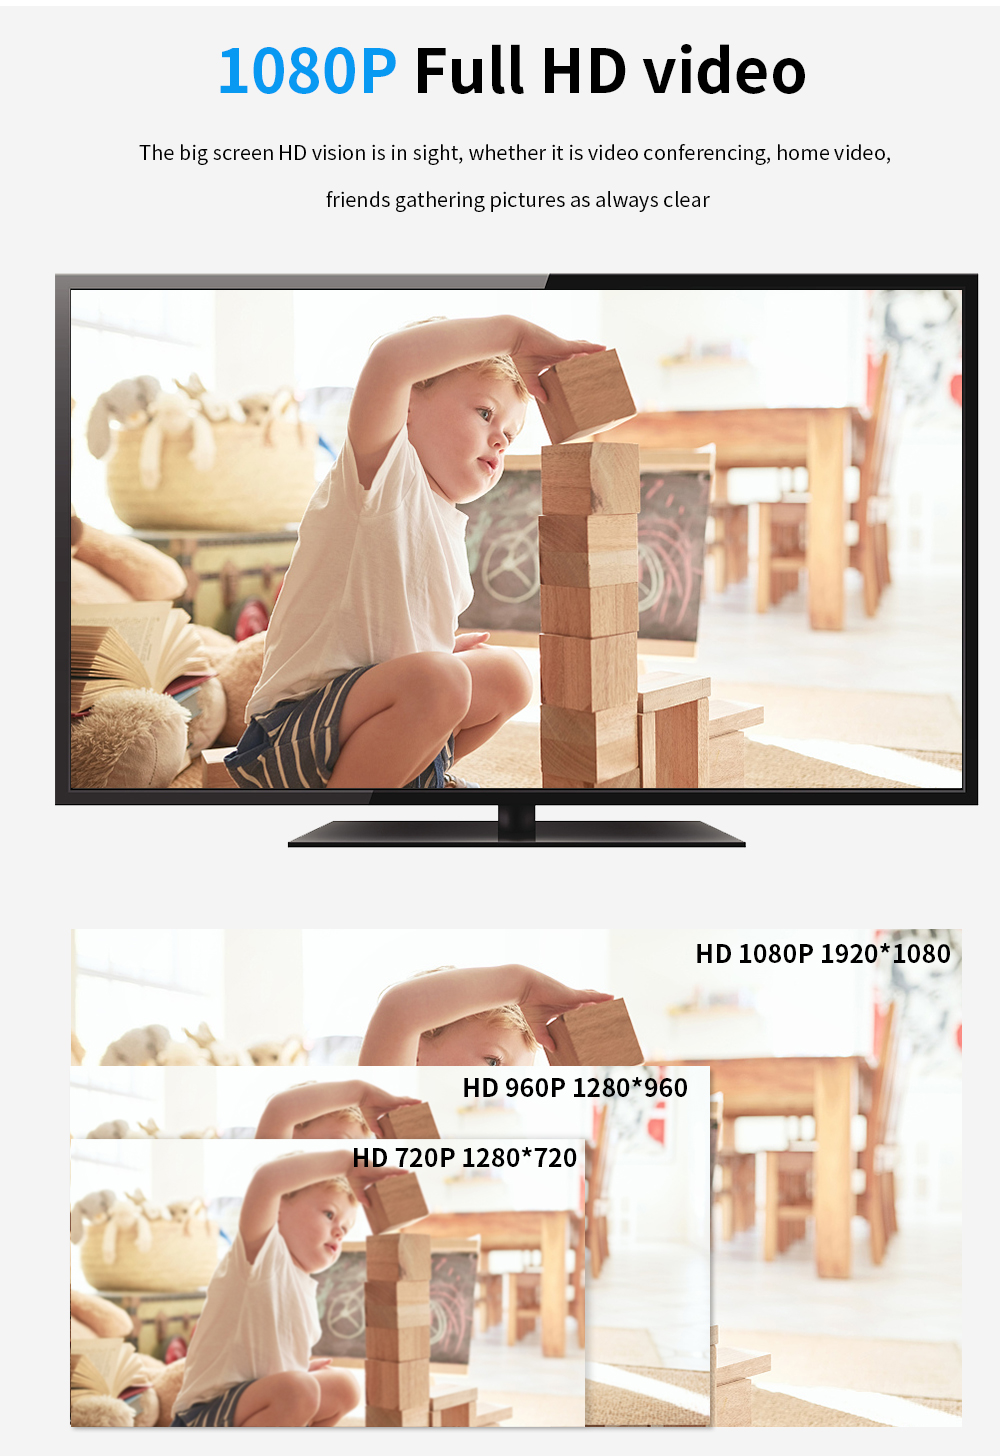 1080P Full HD video
The big screen HD vision is in sight, whether it is video conferencing, home video,
friends gathering pictures as always clear
HD 1080P 1920*1080
HD 960P 1280*960
HD 720P 1280*720